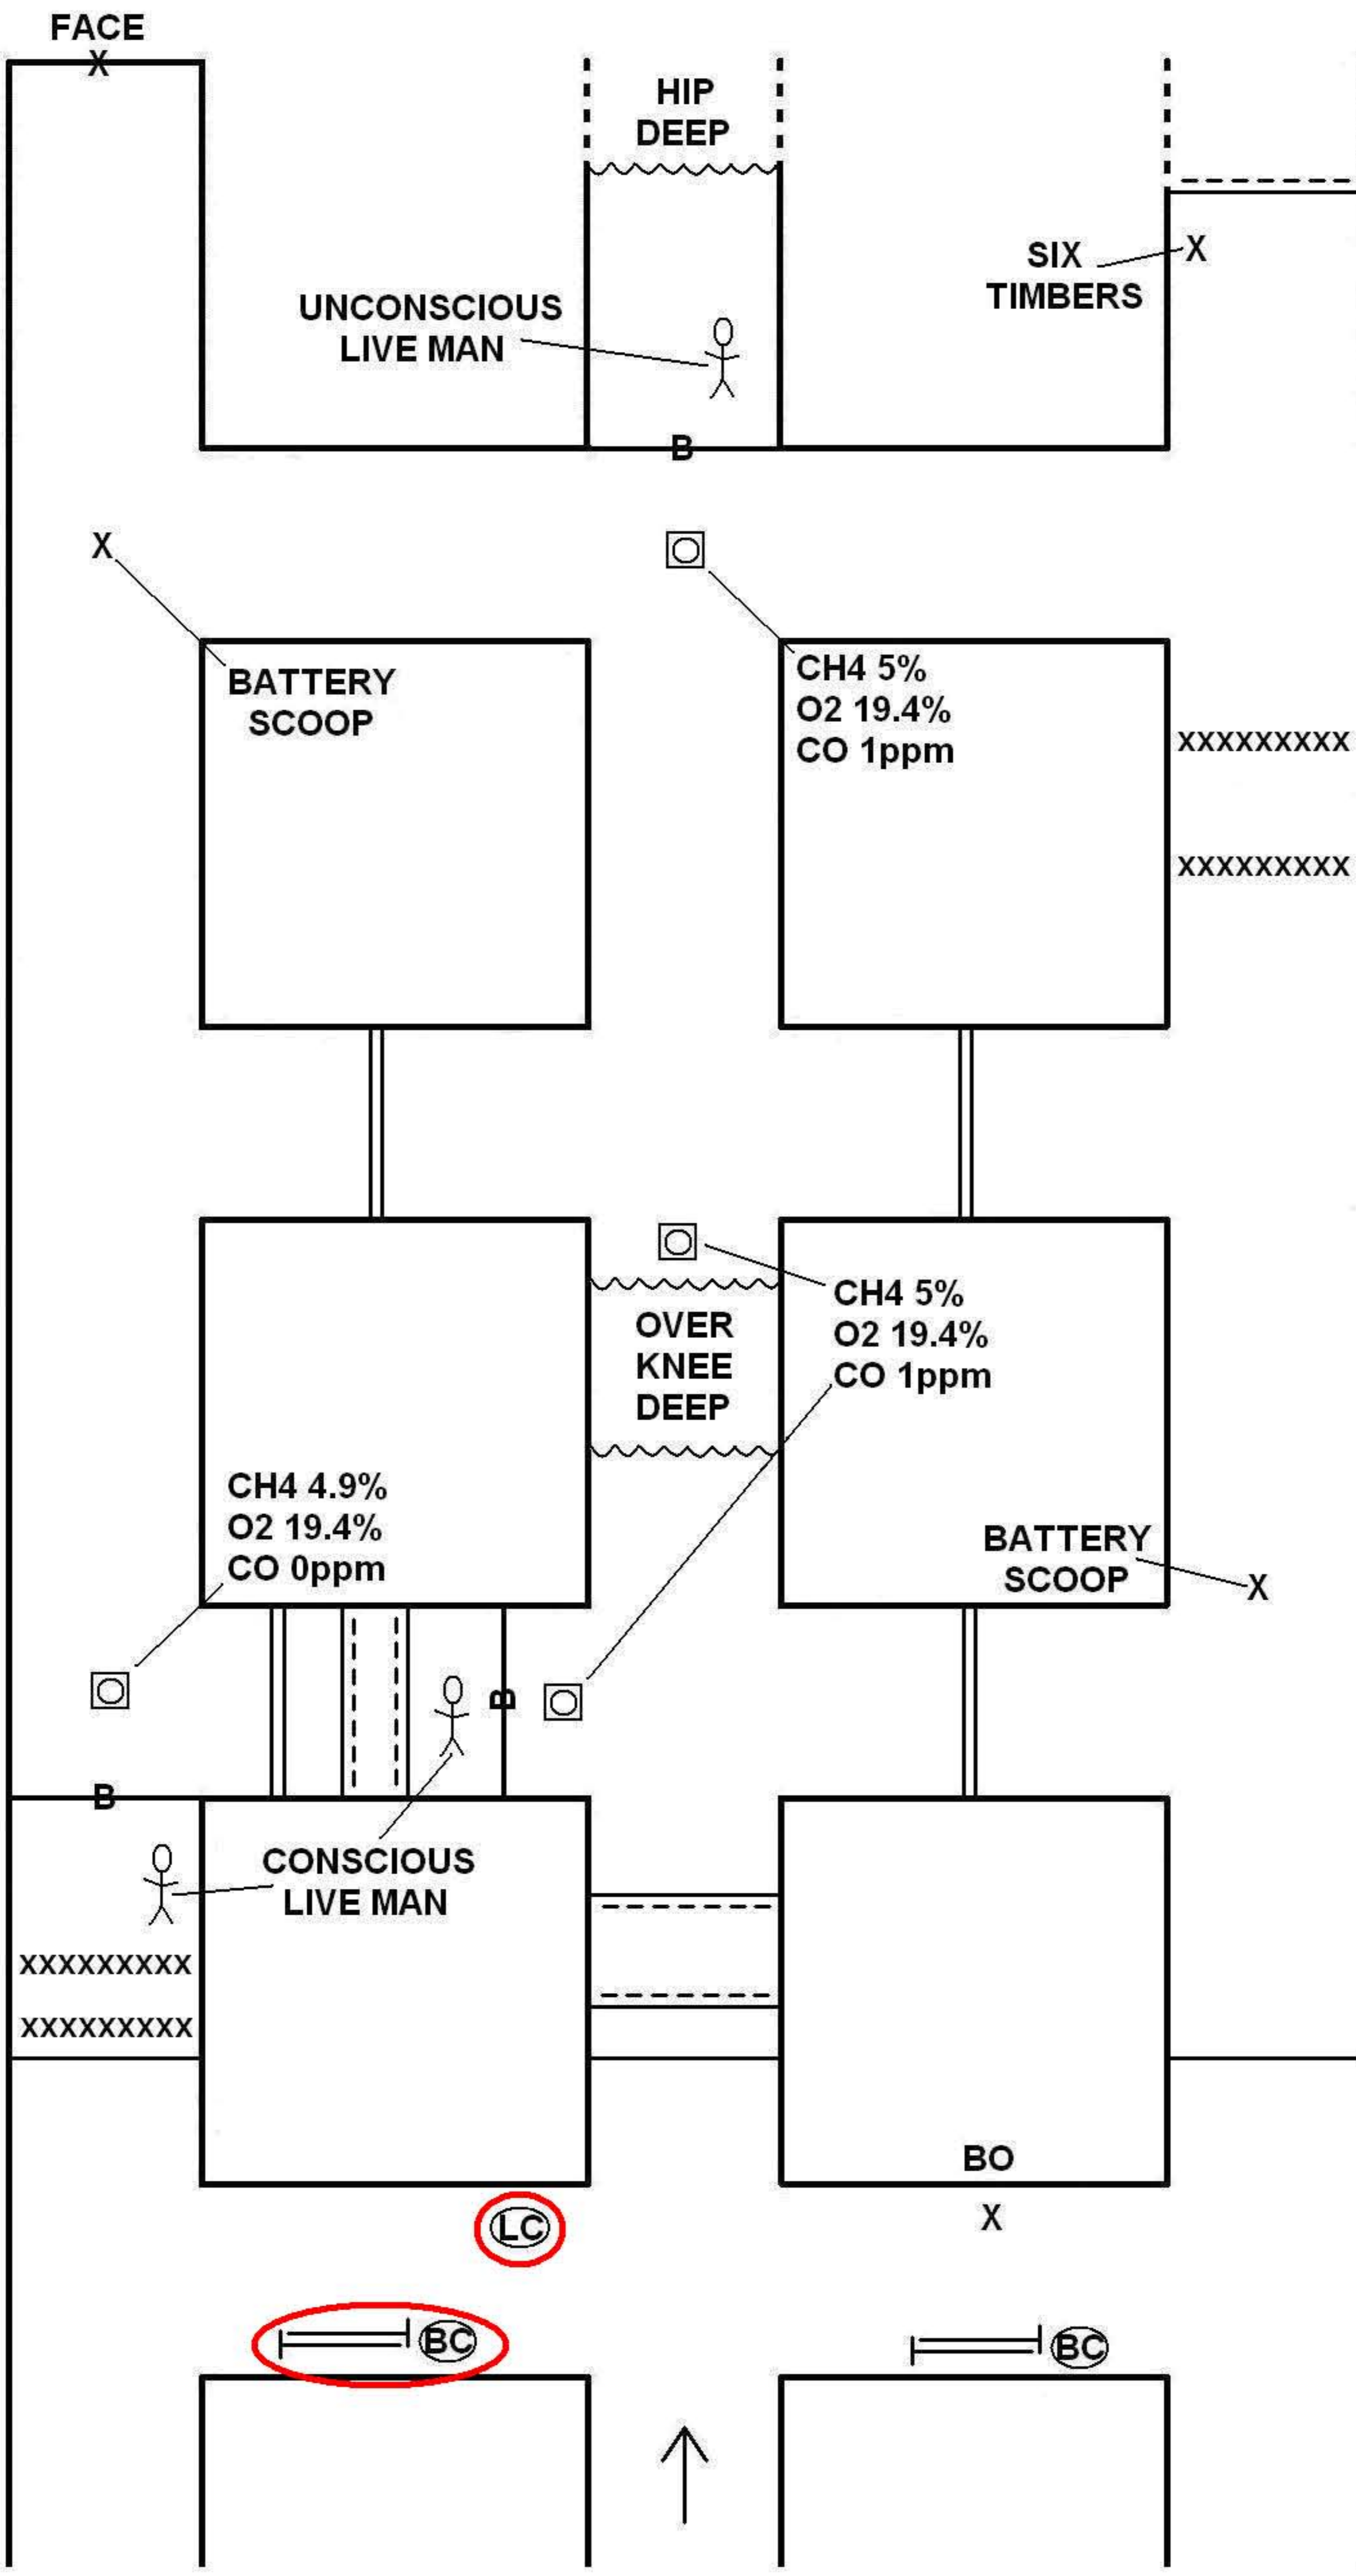 FACE
X
HIP
DEEP
SIX
TIMBERS
X
UNCONSCIOUS
LIVE MAN
B
X
BATTERY
SCOOP
CH4 5%
O2 19.4%
CO 1ppm
XXXXXXXXX
XXXXXXXXX
CH4 5%
O2 19.4%
CO 1ppm
OVER
KNEE
DEEP
CH4 4.9%
O2 19.4%
CO 0ppm
BATTERY
SCOOP
X
B
B
CONSCIOUS
LIVE MAN
XXXXXXXXX
XXXXXXXXX
BO
X
LC
BC
BC